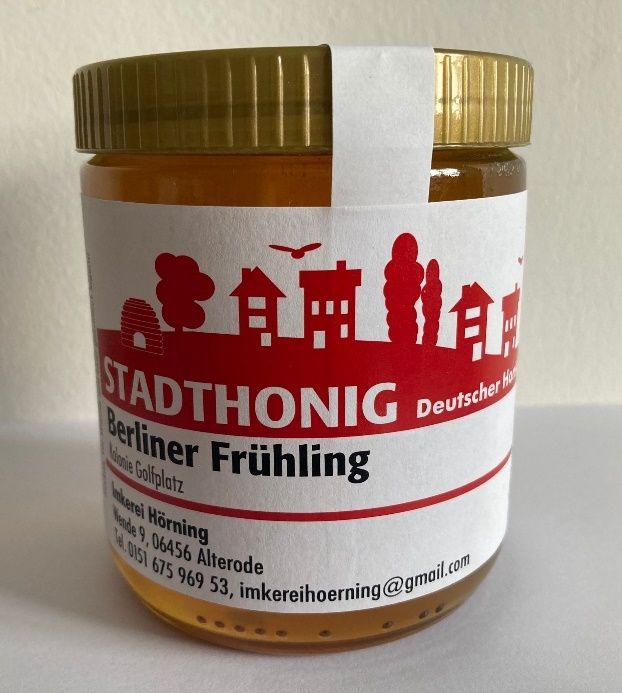 STADTHONIG Deutscher
Berliner Frühling
Kolonie Golfplatz
Imkerei Hörning
Wende 9, 06456 Alterode
Tel. 0151 675 969 53, imkereihoerning@gmail.com